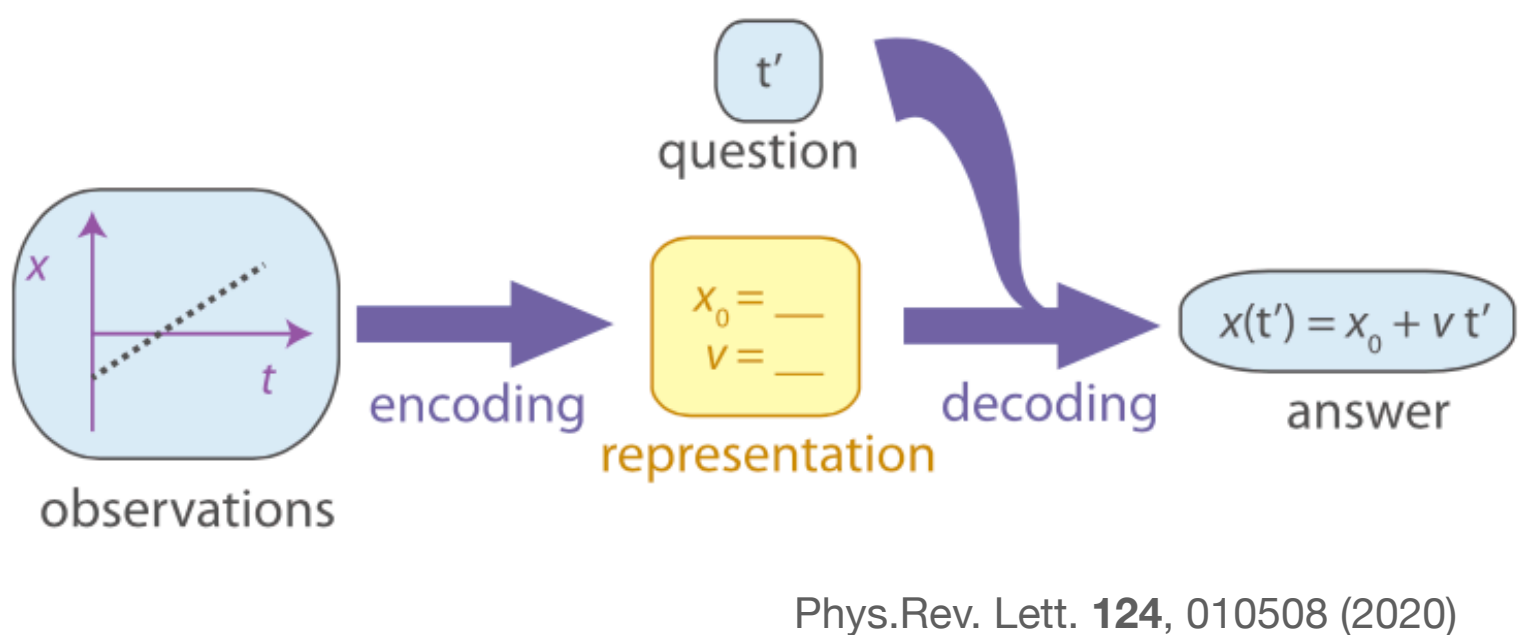 t′
question
x
t
observations
encoding
x₀ = __
v = __
representation
decoding
x(t′) = x₀ + v t′
answer
Phys.Rev. Lett. 124, 010508 (2020)